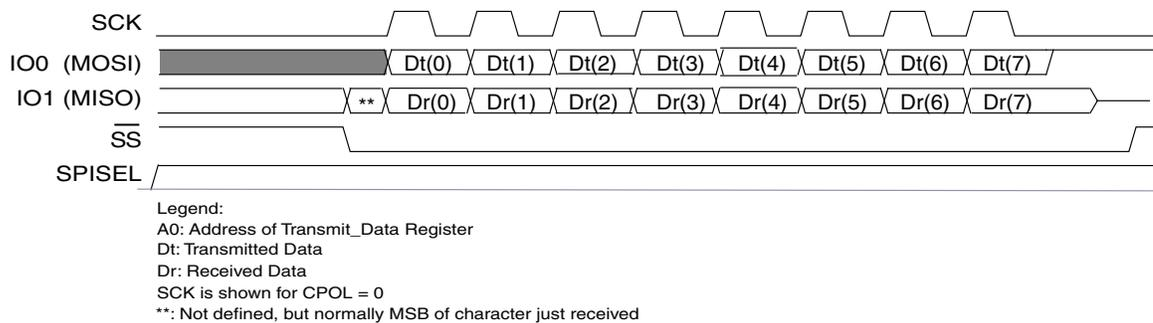 SCK
IO0 (MOSI) Dt(0) Dt(1) Dt(2) Dt(3) Dt(4) Dt(5) Dt(6) Dt(7)
IO1 (MISO) ** Dr(0) Dr(1) Dr(2) Dr(3) Dr(4) Dr(5) Dr(6) Dr(7)
SS
SPISEL
Legend:
A0: Address of Transmit_Data Register
Dt: Transmitted Data
Dr: Received Data
SCK is shown for CPOL = 0
**: Not defined, but normally MSB of character just received